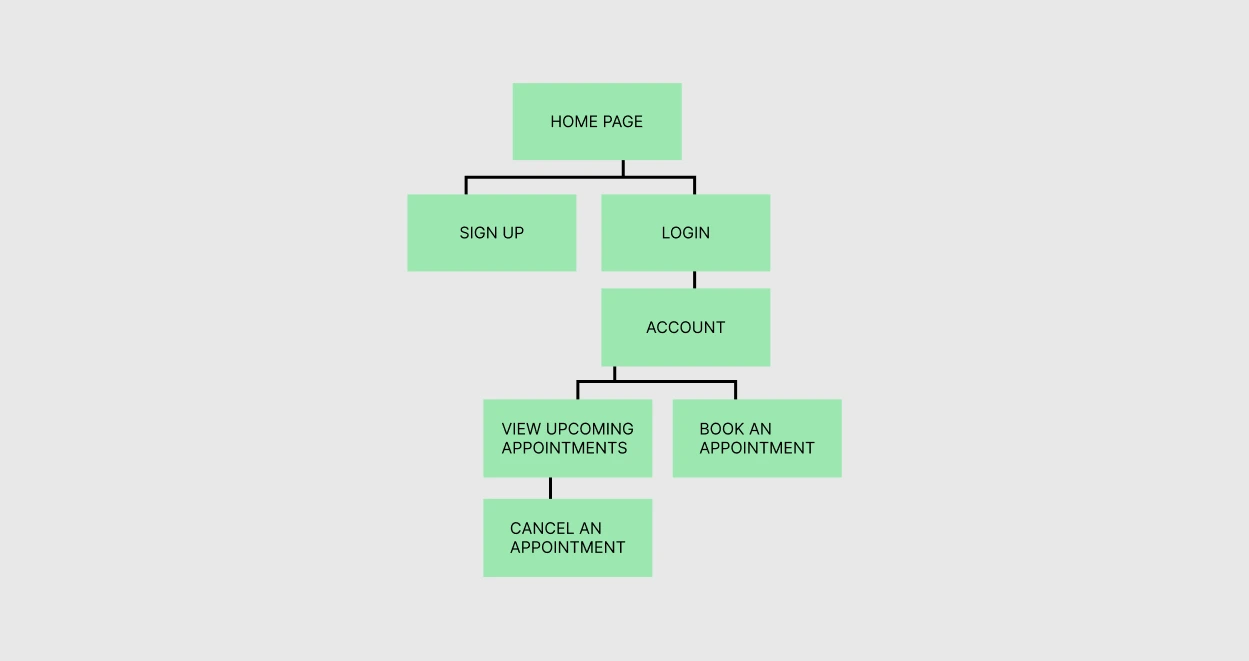 HOME PAGE
SIGN UP
LOGIN
ACCOUNT
VIEW UPCOMING
APPOINTMENTS
BOOK AN
APPOINTMENT
CANCEL AN
APPOINTMENT